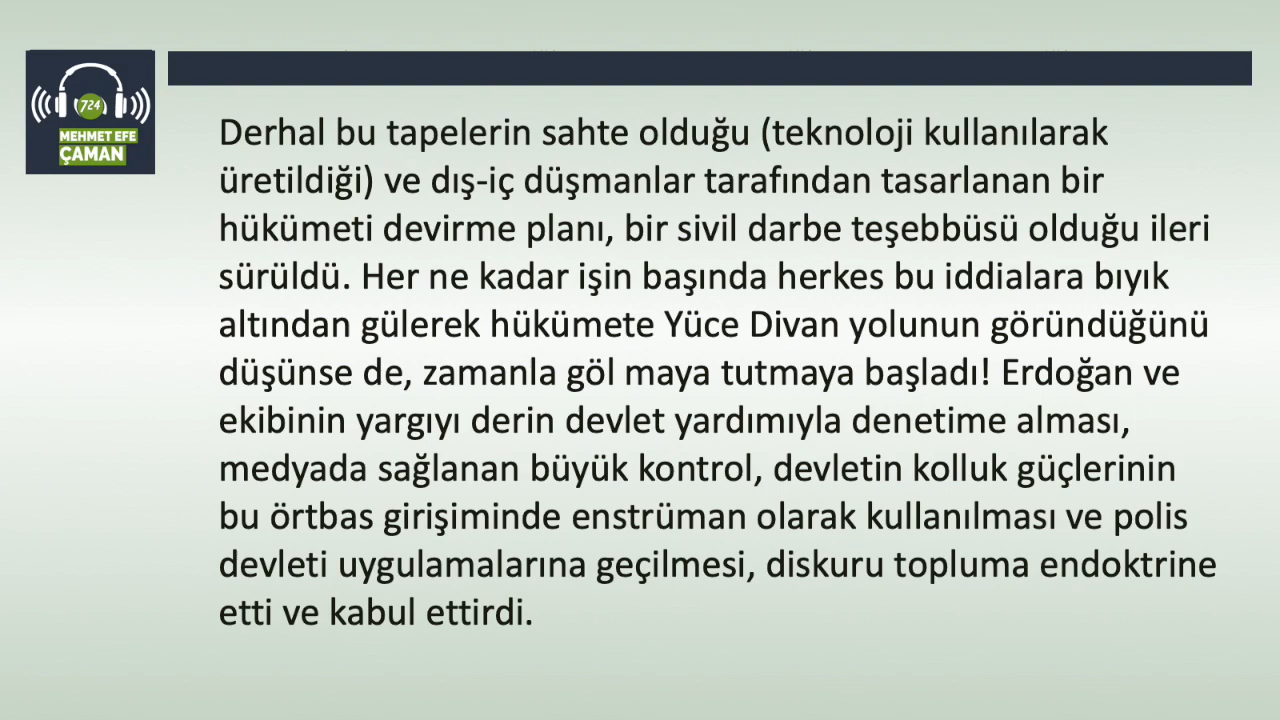 724
MEHMET EFE
ÇAMAN
Derhal bu tapelerin sahte olduğu (teknoloji kullanılarak
üretildiği) ve dış-iç düşmanlar tarafından tasarlanan bir
hükümeti devirme planı, bir sivil darbe teşebbüsü olduğu ileri
sürüldü. Her ne kadar işin başında herkes bu iddialara bıyık
altından gülerek hükümete Yüce Divan yolunun göründüğünü
düşünse de, zamanla göl maya tutmaya başladı! Erdoğan ve
ekibinin yargıyı derin devlet yardımıyla denetime alması,
medyada sağlanan büyük kontrol, devletin kolluk güçlerinin
bu örtbas girişiminde enstrüman olarak kullanılması ve polis
devleti uygulamalarına geçilmesi, diskuru topluma endoktrine
etti ve kabul ettirdi.